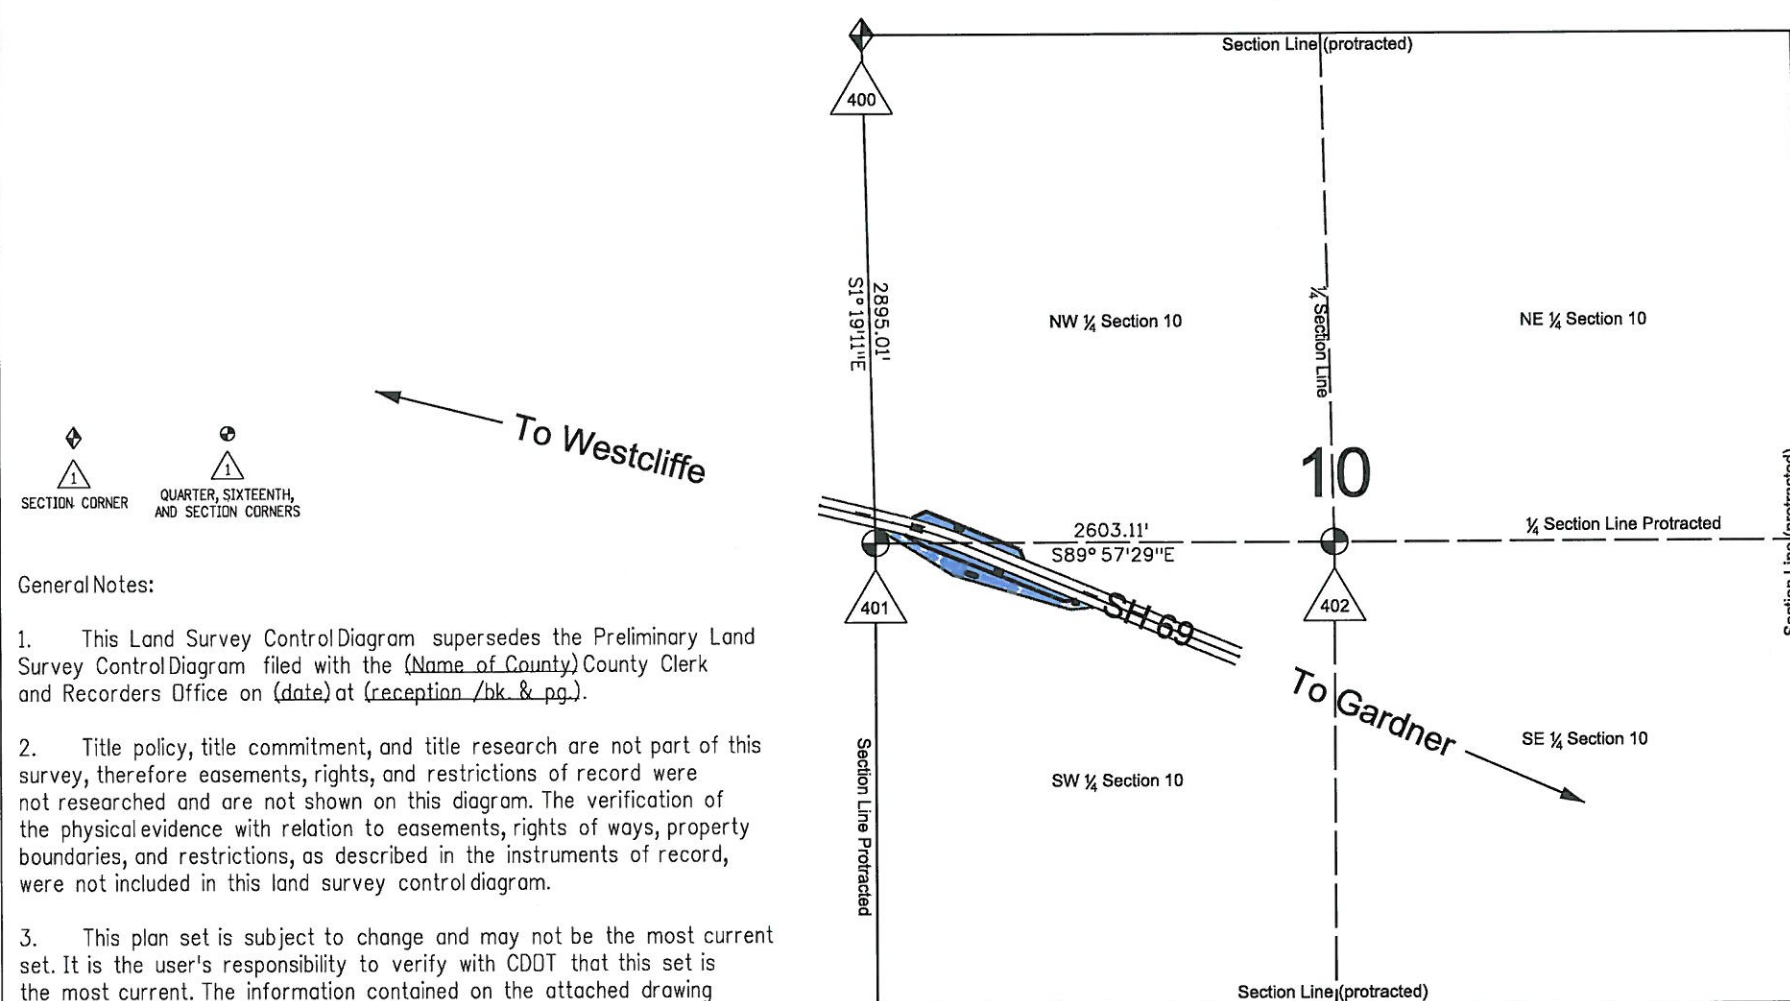 Section Line (protracted)
400
2895.01'
S1°19'11"E
NW ¼ Section 10
¼ Section Line
NE ¼ Section 10
To Westcliffe
1
SECTION CORNER
1
QUARTER, SIXTEENTH,
AND SECTION CORNERS
10
2603.11'
S89°57'29"E
¼ Section Line Protracted
Section Line (protracted)
401
SH 69
402
To Gardner
SE ¼ Section 10
SW ¼ Section 10
Section Line Protracted
Section Line (protracted)
General Notes:
1. This Land Survey Control Diagram supersedes the Preliminary Land
Survey Control Diagram filed with the (Name of County) County Clerk
and Recorders Office on (date) at (reception /bk. & pg.).
2. Title policy, title commitment, and title research are not part of this
survey, therefore easements, rights, and restrictions of record were
not researched and are not shown on this diagram. The verification of
the physical evidence with relation to easements, rights of ways, property
boundaries, and restrictions, as described in the instruments of record,
were not included in this land survey control diagram.
3. This plan set is subject to change and may not be the most current
set. It is the user's responsibility to verify with CDOT that this set is
the most current. The information contained on the attached drawing